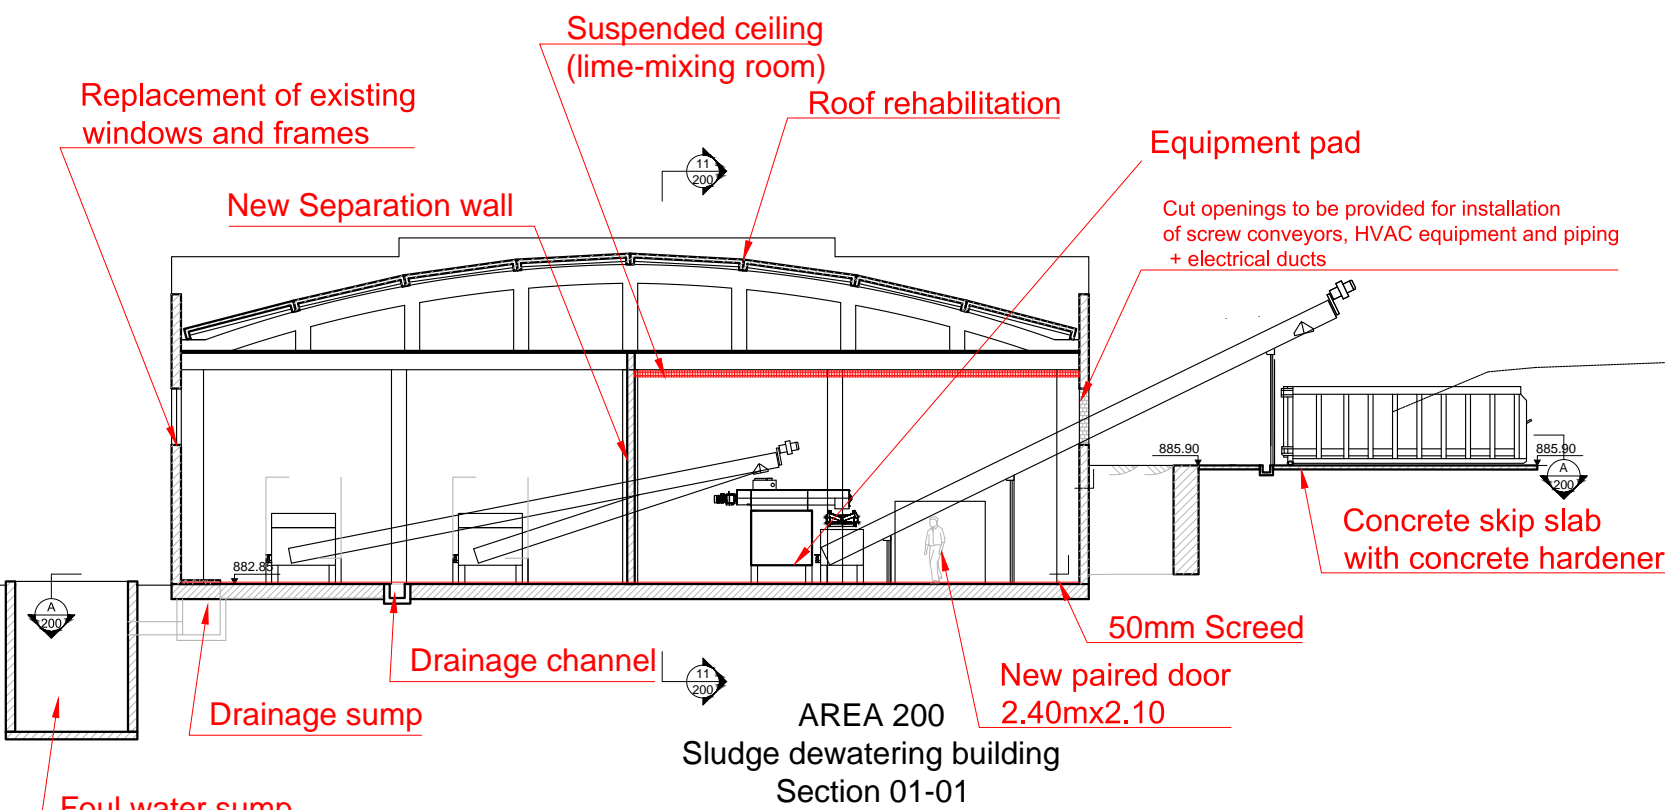 Suspended ceiling
(lime-mixing room)
Replacement of existing
windows and frames
Roof rehabilitation
Equipment pad
11
200
New Separation wall
Cut openings to be provided for installation
of screw conveyors, HVAC equipment and piping
+ electrical ducts
885.90
885.90
A
200
Concrete skip slab
with concrete hardener
882.85
A
200
50mm Screed
Drainage channel
11
200
New paired door
2.40mx2.10
Drainage sump
AREA 200
Sludge dewatering building
Section 01-01
Foul water sump